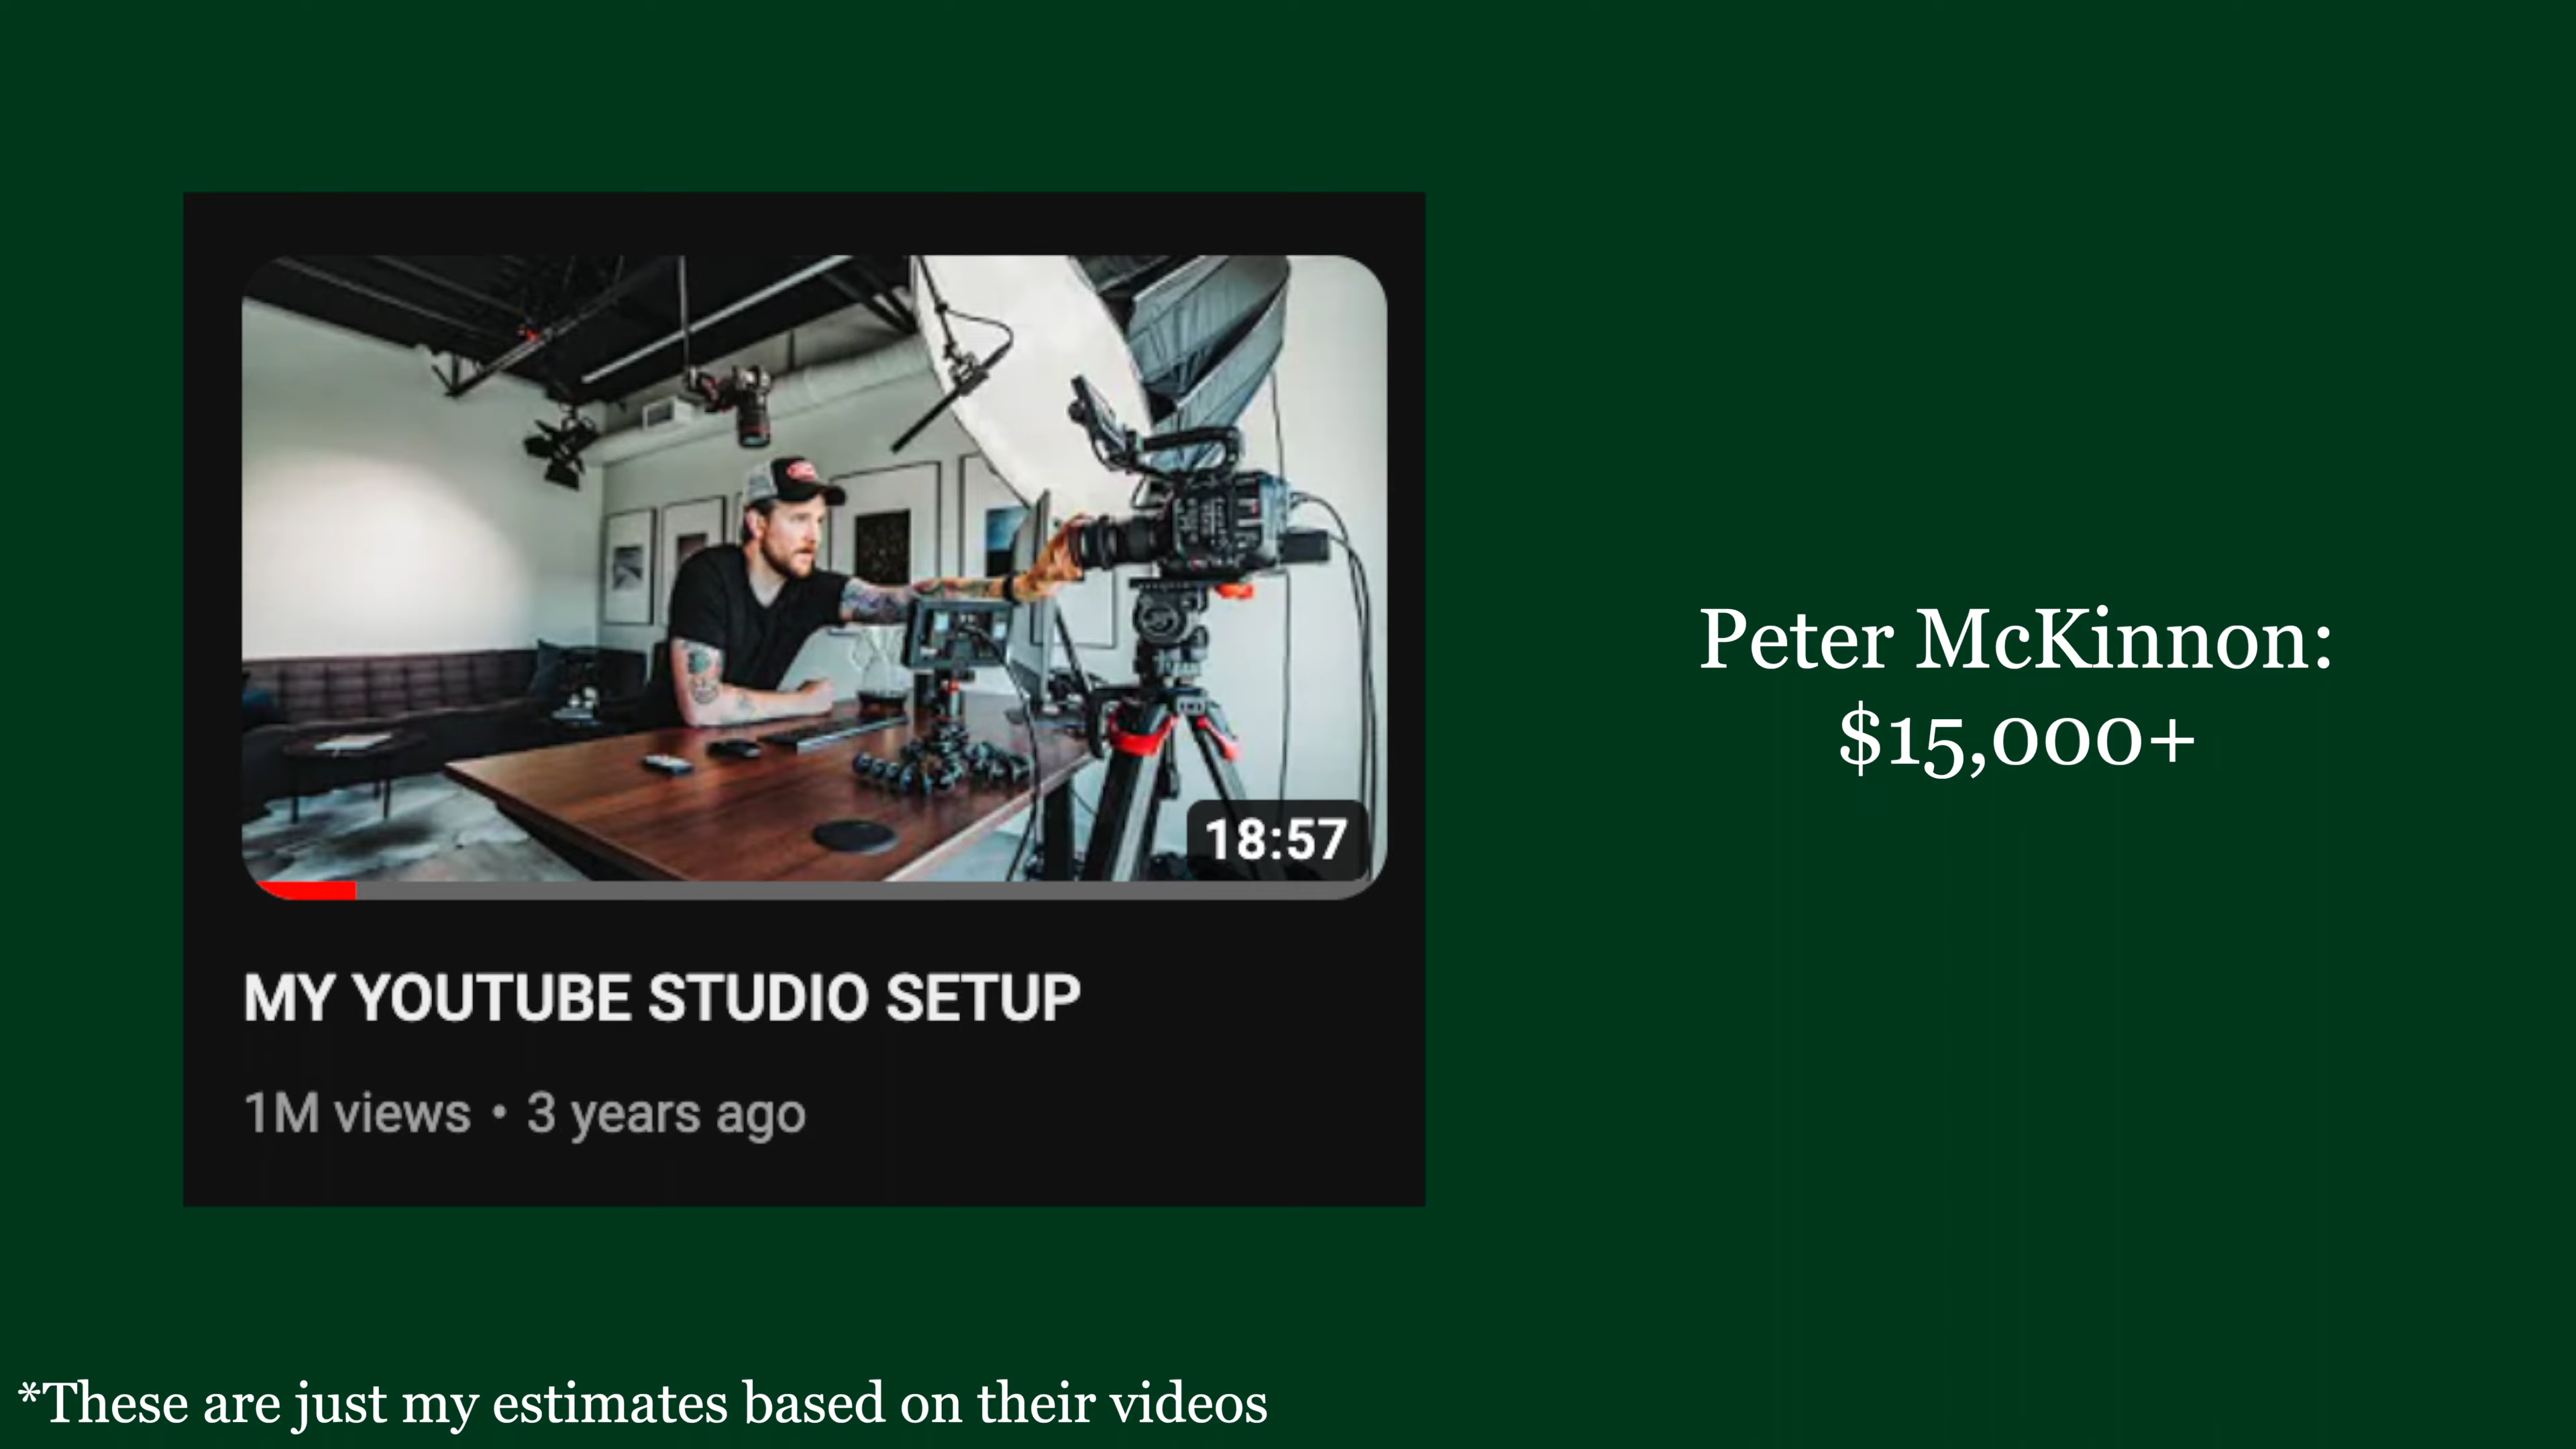 18:57
MY YOUTUBE STUDIO SETUP
1M views • 3 years ago
Peter McKinnon:
$15,000+
*These are just my estimates based on their videos